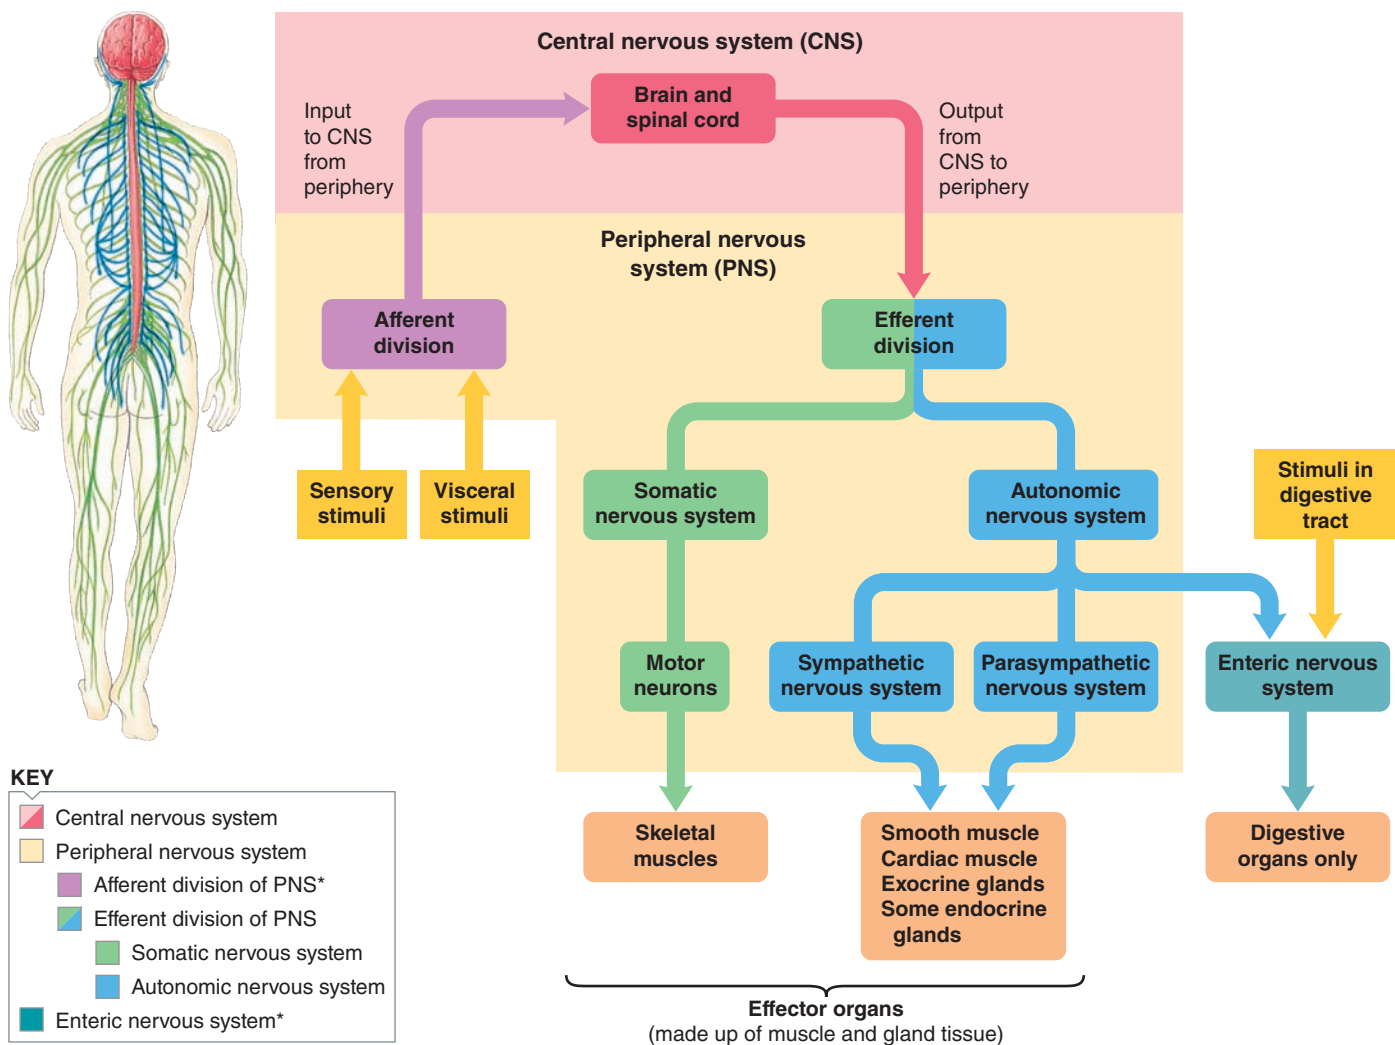 Central nervous system (CNS)
Input
to CNS
from
periphery
Brain and
spinal cord
Output
from
CNS to
periphery
Peripheral nervous
system (PNS)
Afferent
division
Efferent
division
Sensory
stimuli
Visceral
stimuli
Somatic
nervous system
Autonomic
nervous system
Stimuli in
digestive
tract
Motor
neurons
Sympathetic
nervous system
Parasympathetic
nervous system
Enteric nervous
system
Skeletal
muscles
Smooth muscle
Cardiac muscle
Exocrine glands
Some endocrine
glands
Digestive
organs only
Effector organs
(made up of muscle and gland tissue)
KEY
Central nervous system
Peripheral nervous system
Afferent division of PNS*
Efferent division of PNS
Somatic nervous system
Autonomic nervous system
Enteric nervous system*